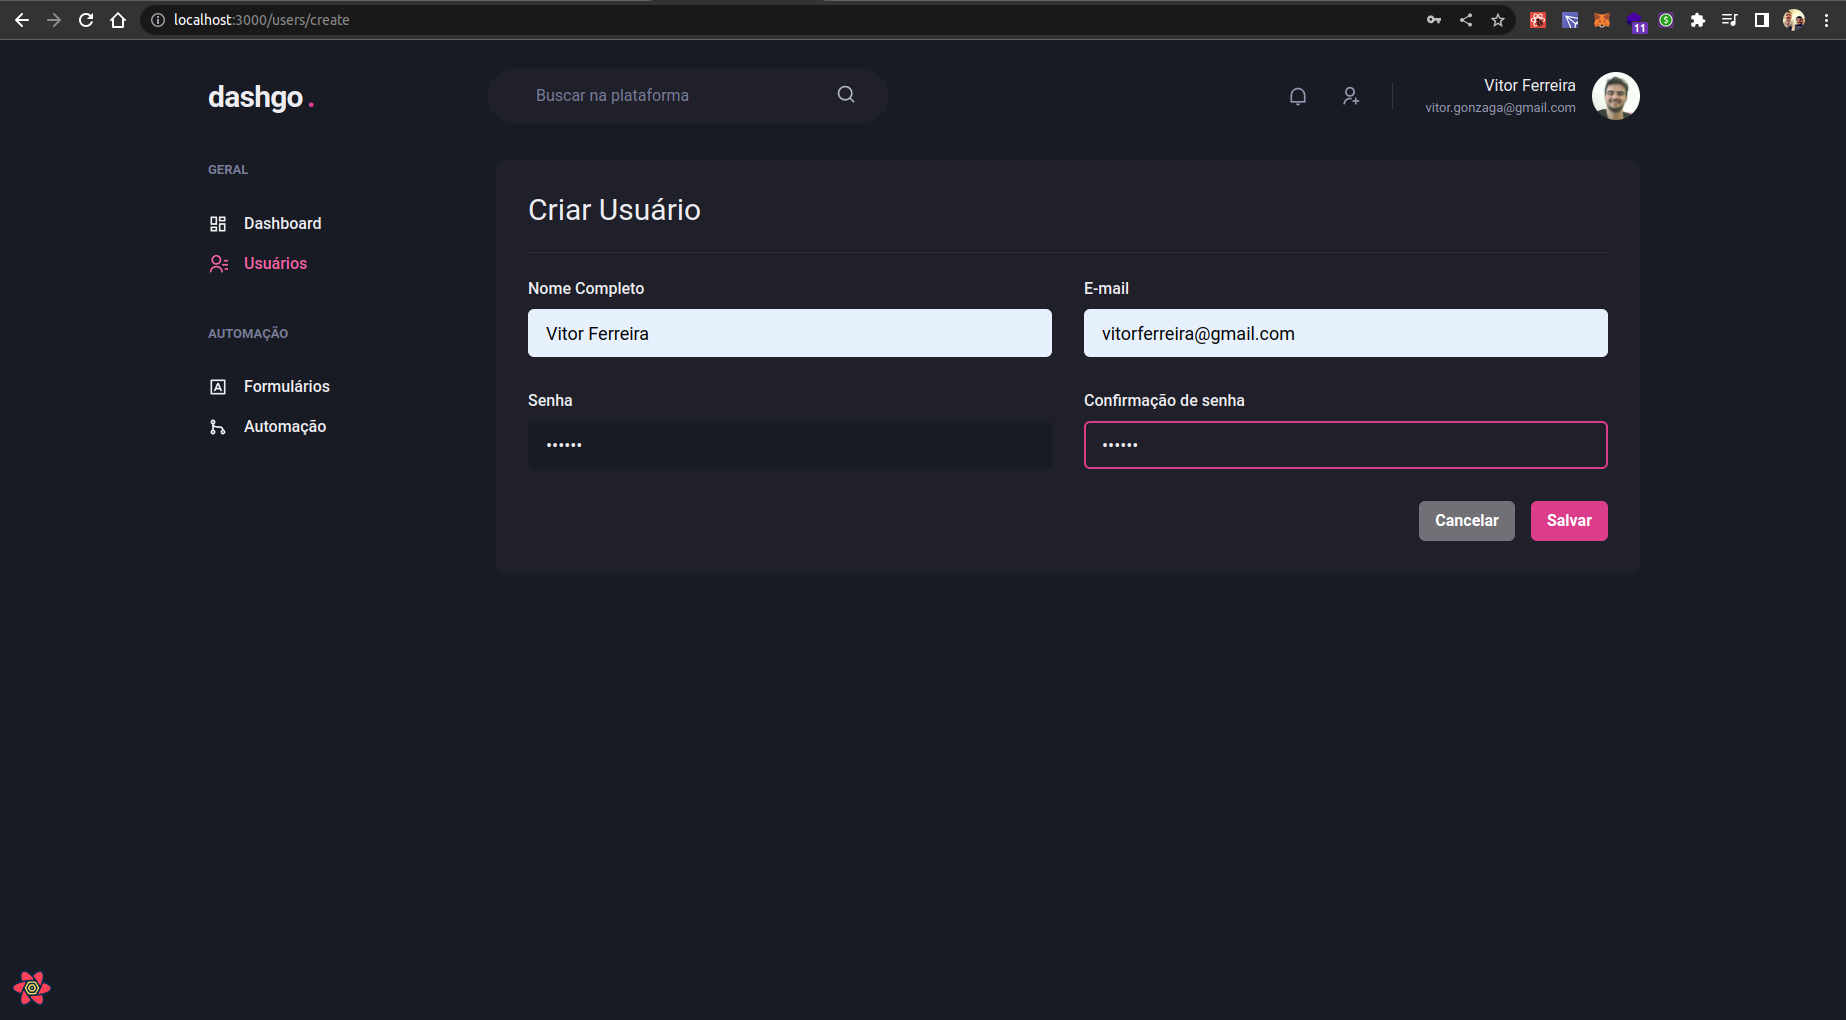 localhost:3000/users/create
11
dashgo.
Buscar na plataforma
Vitor Ferreira
vitor.gonzaga@gmail.com
GERAL
Dashboard
Usuários
AUTOMAÇÃO
Formulários
Automação
Criar Usuário
Nome Completo
E-mail
Vitor Ferreira
vitorferreira@gmail.com
Senha
Confirmação de senha
••••••
••••••
Cancelar
Salvar